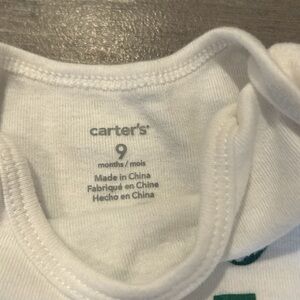 carter's
9
months / mois
Made in China
Fabriqué en Chine
Hecho en China